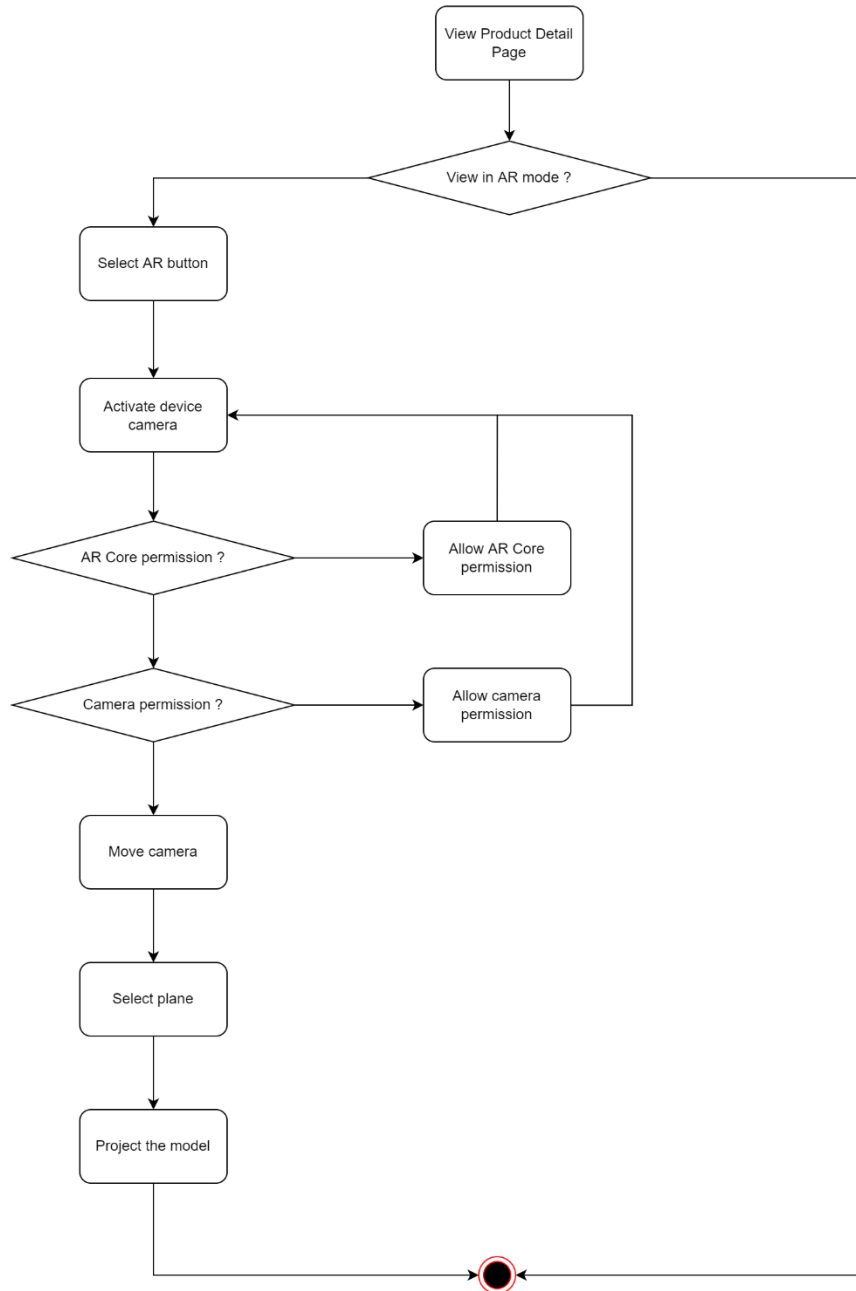 View Product Detail
Page
View in AR mode ?
Select AR button
Activate device
camera
AR Core permission ?
Allow AR Core
permission
Camera permission ?
Allow camera
permission
Move camera
Select plane
Project the model